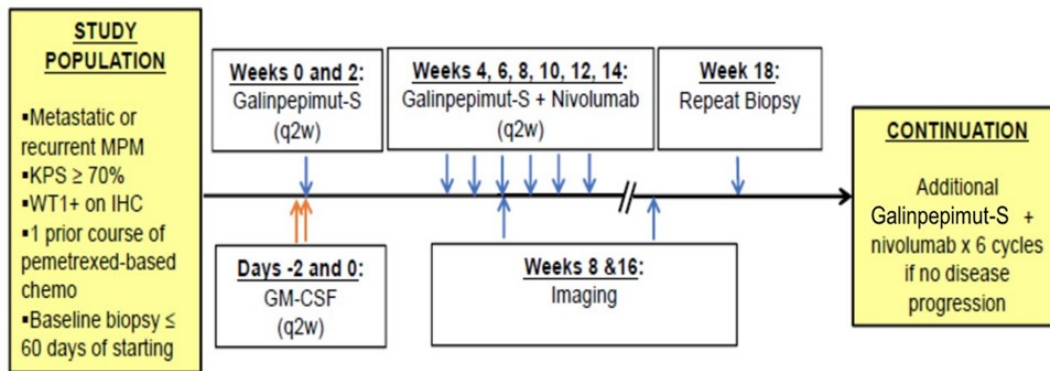 STUDY
POPULATION
▪Metastatic or
recurrent MPM
▪KPS ≥ 70%
▪WT1+ on IHC
▪1 prior course of
pemetrexed-based
chemo
▪Baseline biopsy ≤
60 days of starting
Weeks 0 and 2:
Galinpepimut-S
(q2w)
Weeks 4, 6, 8, 10, 12, 14:
Galinpepimut-S + Nivolumab
(q2w)
Week 18:
Repeat Biopsy
Days -2 and 0:
GM-CSF
(q2w)
Weeks 8 &16:
Imaging
CONTINUATION
Additional
Galinpepimut-S +
nivolumab x 6 cycles
if no disease
progression